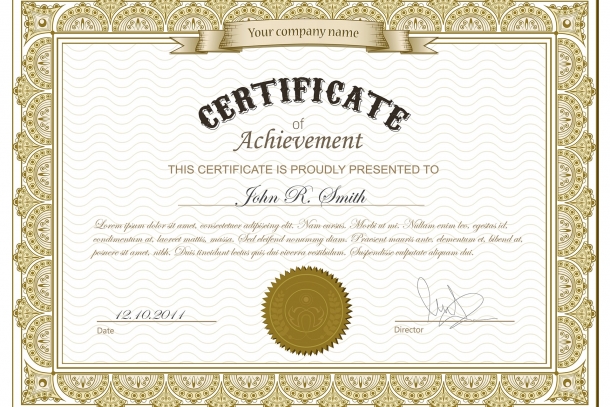 Your company name
CERTIFICATE
of
Achievement
THIS CERTIFICATE IS PROUDLY PRESENTED TO
John R. Smith
Lorem ipsum dolor sit amet, consectetuer adipiscing elit. Nam cursus. Morbi ut mi. Nullam enim leo, egestas id,
condimentum at, laoreet mattis, massa. Sed eleifend nonummy diam. Praesent mauris ante, elementum et, bibend at,
posuere sit amet, nibh. Duis tincidunt lectus quis dui viverra vestibulum. Suspendisse vulputate aliquam dui.
12.10.2011
Date
Director